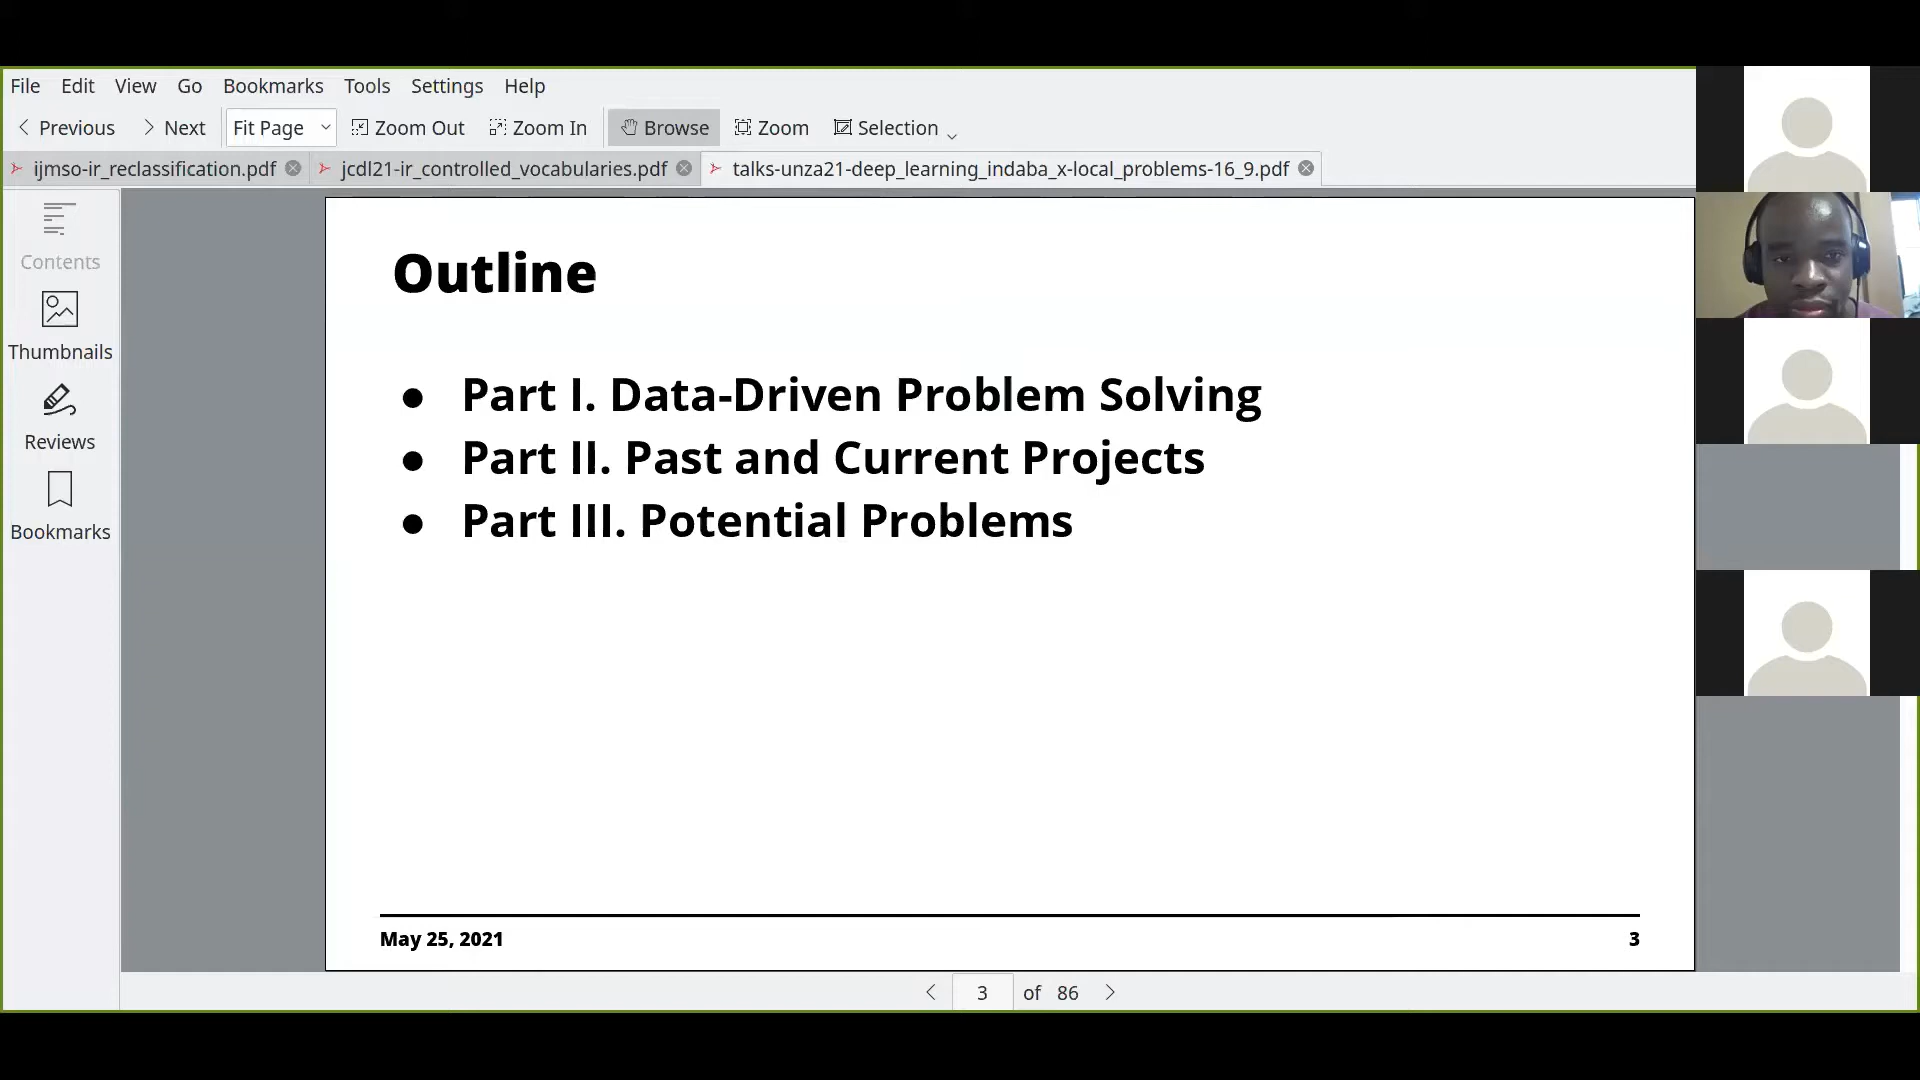 File Edit View Go Bookmarks Tools Settings Help
Previous Next Fit Page Zoom Out Zoom In Browse Zoom Selection
ijmso-ir_reclassification.pdf jcdl21-ir_controlled_vocabularies.pdf talks-unza21-deep_learning_indaba_x-local_problems-16_9.pdf
Contents
Thumbnails
Reviews
Bookmarks
Outline
● Part I. Data-Driven Problem Solving
● Part II. Past and Current Projects
● Part III. Potential Problems
May 25, 2021 3
3 of 86